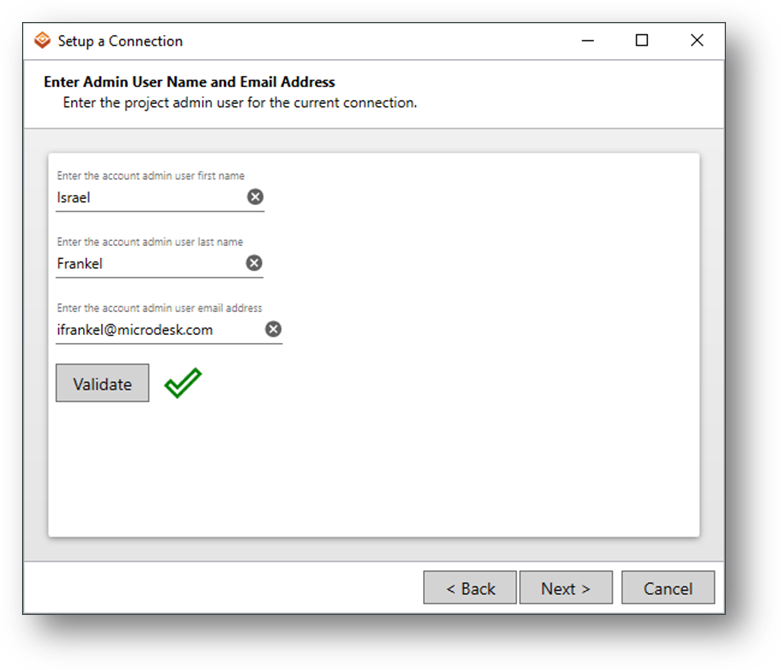 Setup a Connection
Enter Admin User Name and Email Address
Enter the project admin user for the current connection.
Enter the account admin user first name
Israel
Enter the account admin user last name
Frankel
Enter the account admin user email address
ifrankel@microdesk.com
Validate
< Back Next > Cancel